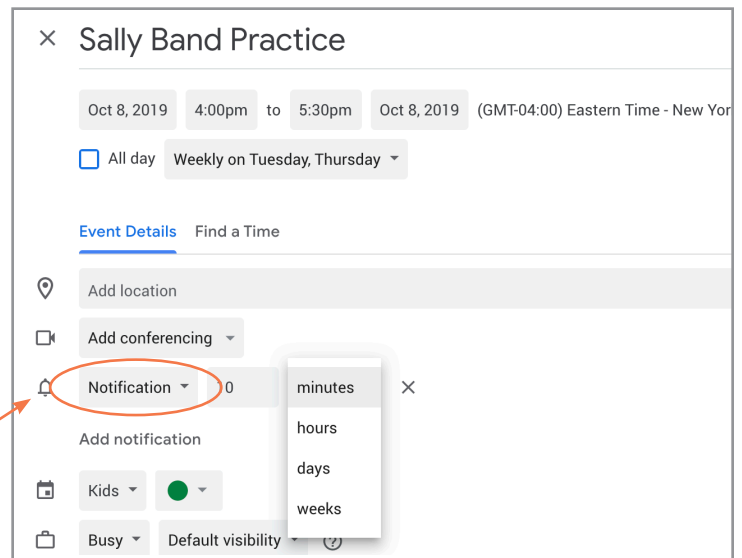 Sally Band Practice
Oct 8, 2019 4:00pm to 5:30pm Oct 8, 2019 (GMT-04:00) Eastern Time - New Yor
All day Weekly on Tuesday, Thursday
Event Details Find a Time
Add location
Add conferencing
Notification 0 minutes
hours
Add notification
days
Kids
weeks
Busy Default visibility